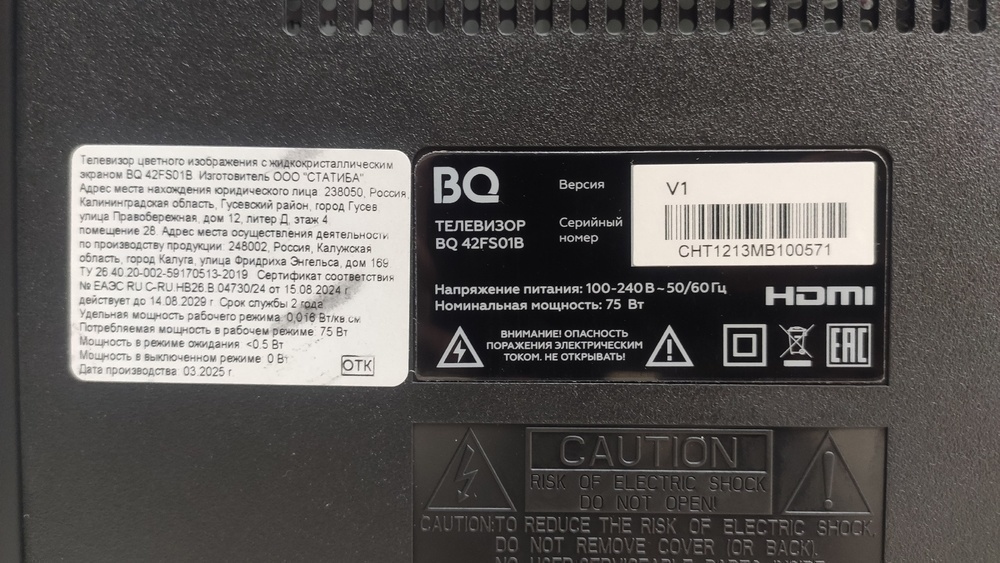 Телевизор цветного изображения с жидкокристаллическим
экраном BQ 42FS01B Изготовитель ООО "СТАТИБА"
Адрес места нахождения юридического лица 238050, Россия,
Калининградская область, Гусевский район, город Гусев,
улица Правобережная, дом 12, литер Д, этаж 4,
помещение 28. Адрес места осуществления деятельности
по производству продукции: 248002, Россия, Калужская
область, город Калуга, улица Фридриха Энгельса, дом 169
ТУ 26.40.20-002-59170513-2019 Сертификат соответствия
№ ЕАЭС RU C-RU.НВ26.В.04730/24 от 15.08.2024 г.
действует до 14.08.2029 г. Срок службы 2 года
Удельная мощность рабочего режима 0,016 Вт/кв.см
Потребляемая мощность в рабочем режиме: 75 Вт
Мощность в режиме ожидания: <0.5 Вт
Мощность в выключенном режиме: 0 Вт
Дата производства: 03.2025 г.
ОТК
BQ
ТЕЛЕВИЗОР
BQ 42FS01B
Версия
Серийный
номер
V1
CHT1213MB100571
Напряжение питания: 100-240 В ~ 50/60 Гц
Номинальная мощность: 75 Вт
HDMI
ВНИМАНИЕ! ОПАСНОСТЬ
ПОРАЖЕНИЯ ЭЛЕКТРИЧЕСКИМ
ТОКОМ. НЕ ОТКРЫВАТЬ!
EAC
CAUTION
RISK OF ELECTRIC SHOCK
DO NOT OPEN!
CAUTION:TO REDUCE THE RISK OF ELECTRIC SHOCK,
DO NOT REMOVE COVER (OR BACK).
NO USER-SERVICEABLE PARTS INSIDE